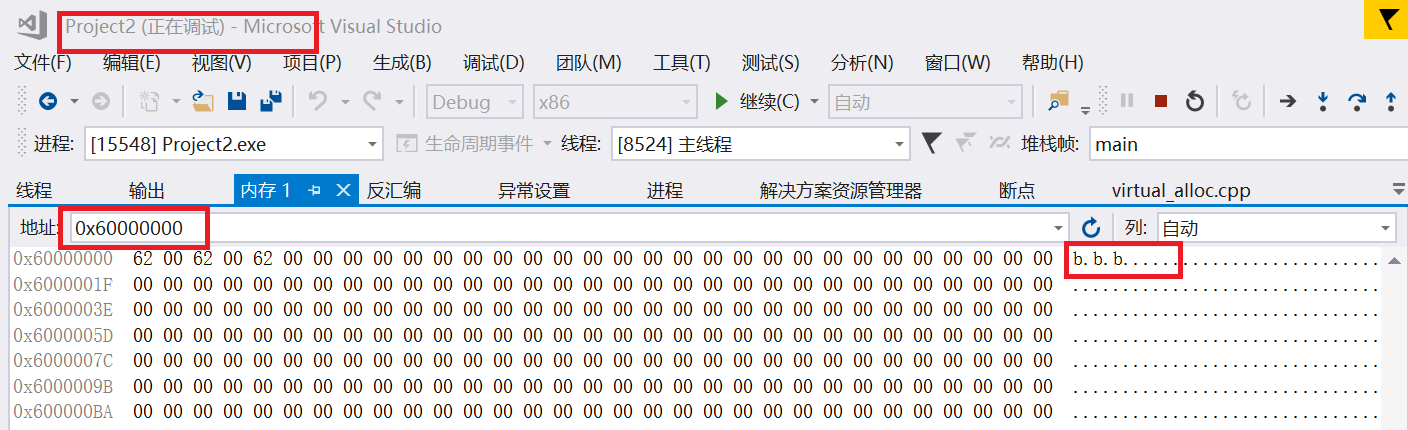 Project2 (正在调试) - Microsoft Visual Studio
文件(F) 编辑(E) 视图(V) 项目(P) 生成(B) 调试(D) 团队(M) 工具(T) 测试(S) 分析(N) 窗口(W) 帮助(H)
Debug x86 继续(C) 自动
进程: [15548] Project2.exe 生命周期事件 线程: [8524] 主线程 堆栈帧: main
线程 输出 内存 1 反汇编 异常设置 进程 解决方案资源管理器 断点 virtual_alloc.cpp
地址: 0x60000000 列: 自动
0x60000000 62 00 62 00 62 00 00 00 00 00 00 00 00 00 00 00 00 00 00 00 00 00 00 00 00 00 00 00 00 00 00 b.b.b..........................
0x6000001F 00 00 00 00 00 00 00 00 00 00 00 00 00 00 00 00 00 00 00 00 00 00 00 00 00 00 00 00 00 00 00 ...............................
0x6000003E 00 00 00 00 00 00 00 00 00 00 00 00 00 00 00 00 00 00 00 00 00 00 00 00 00 00 00 00 00 00 00 ...............................
0x6000005D 00 00 00 00 00 00 00 00 00 00 00 00 00 00 00 00 00 00 00 00 00 00 00 00 00 00 00 00 00 00 00 ...............................
0x6000007C 00 00 00 00 00 00 00 00 00 00 00 00 00 00 00 00 00 00 00 00 00 00 00 00 00 00 00 00 00 00 00 ...............................
0x6000009B 00 00 00 00 00 00 00 00 00 00 00 00 00 00 00 00 00 00 00 00 00 00 00 00 00 00 00 00 00 00 00 ...............................
0x600000BA 00 00 00 00 00 00 00 00 00 00 00 00 00 00 00 00 00 00 00 00 00 00 00 00 00 00 00 00 00 00 00 ...............................